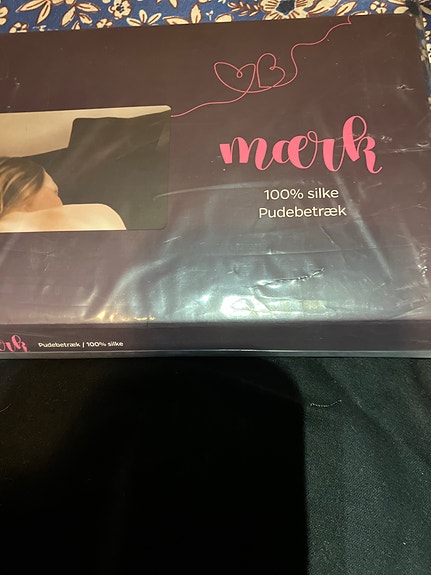 mærk
100% silke
Pudebetræk
Pudebetræk / 100% silke